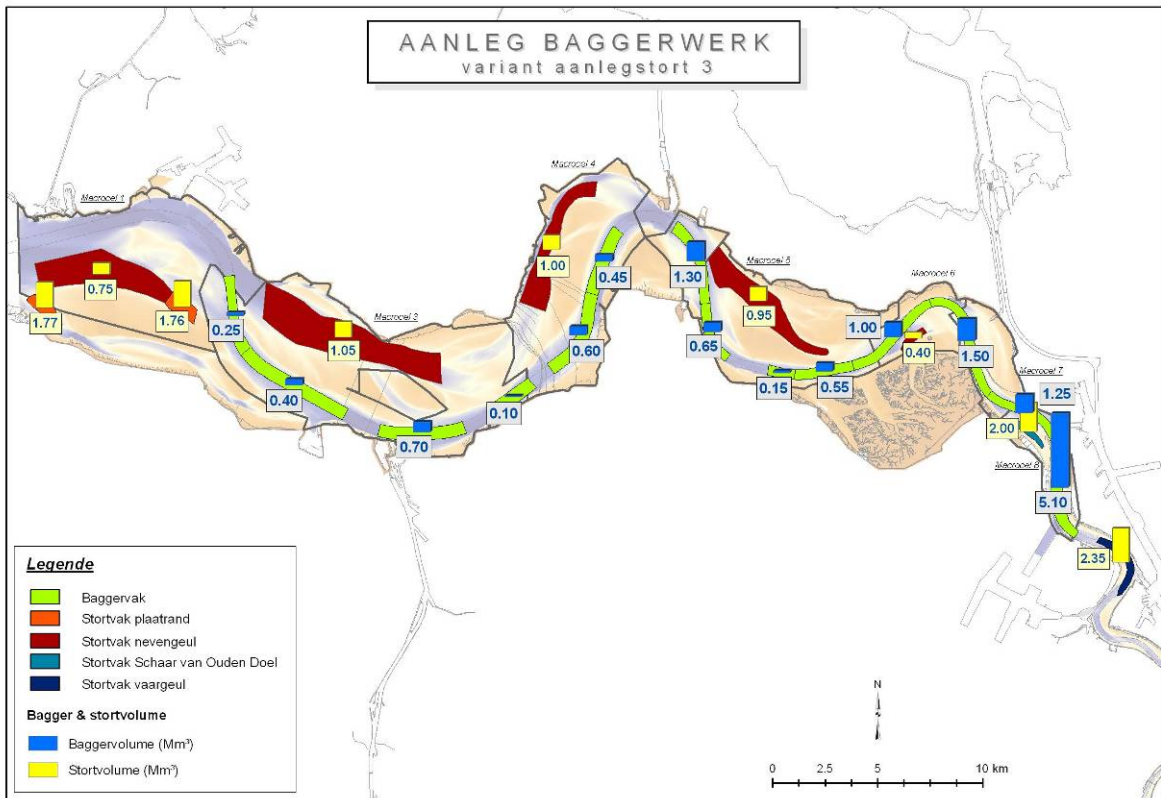 AANLEG BAGGERWERK
variant aanlegstort 3
Macrocel 4
Macrocel 1
Macrocel 5
Macrocel 6
Macrocel 3
Macrocel 7
Macrocel 8
1.00
0.45
1.30
0.75
1.77
1.76
0.25
1.05
0.95
0.60
0.65
1.00
0.40
1.50
0.40
0.15
0.55
1.25
0.10
0.70
2.00
5.10
2.35
Legende
Baggervak
Stortvak plaatrand
Stortvak nevengeul
Stortvak Schaar van Ouden Doel
Stortvak vaargeul
Bagger & stortvolume
Baggervolume (Mm³)
Stortvolume (Mm³)
N
0 2.5 5 10 km